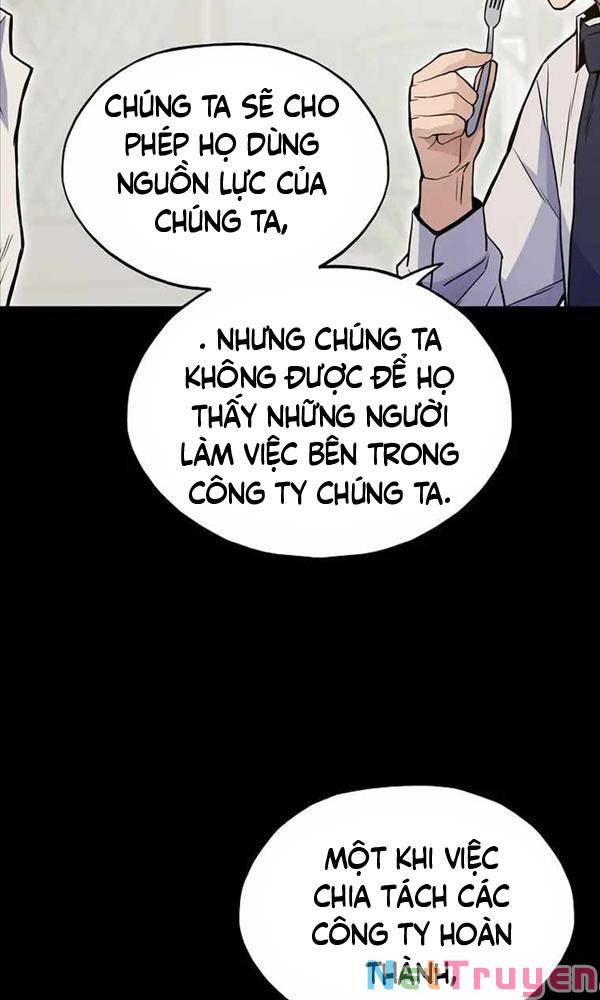 CHÚNG TA SẼ CHO
PHÉP HỌ DÙNG
NGUỒN LỰC CỦA
CHÚNG TA,
. NHƯNG CHÚNG TA
KHÔNG ĐƯỢC ĐỂ HỌ
THẤY NHỮNG NGƯỜI
LÀM VIỆC BÊN TRONG
CÔNG TY CHÚNG TA.
MỘT KHI VIỆC
CHIA TÁCH CÁC
CÔNG TY HOÀN
THÀNH,
NetTruyen